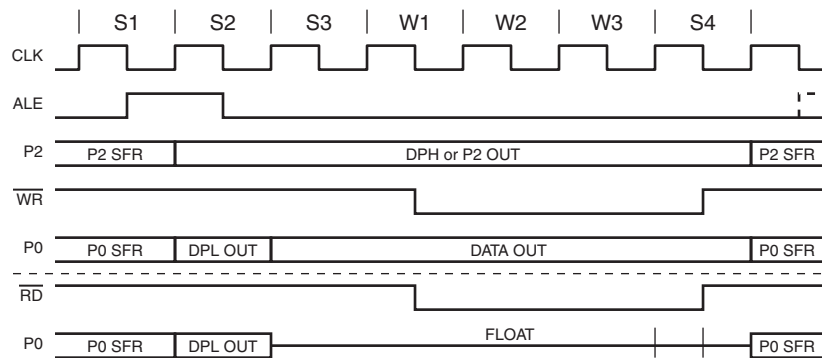 S1 S2 S3 W1 W2 W3 S4
CLK
ALE
P2 P2 SFR DPH or P2 OUT P2 SFR
WR
P0 P0 SFR DPL OUT DATA OUT P0 SFR
RD
P0 P0 SFR DPL OUT FLOAT P0 SFR